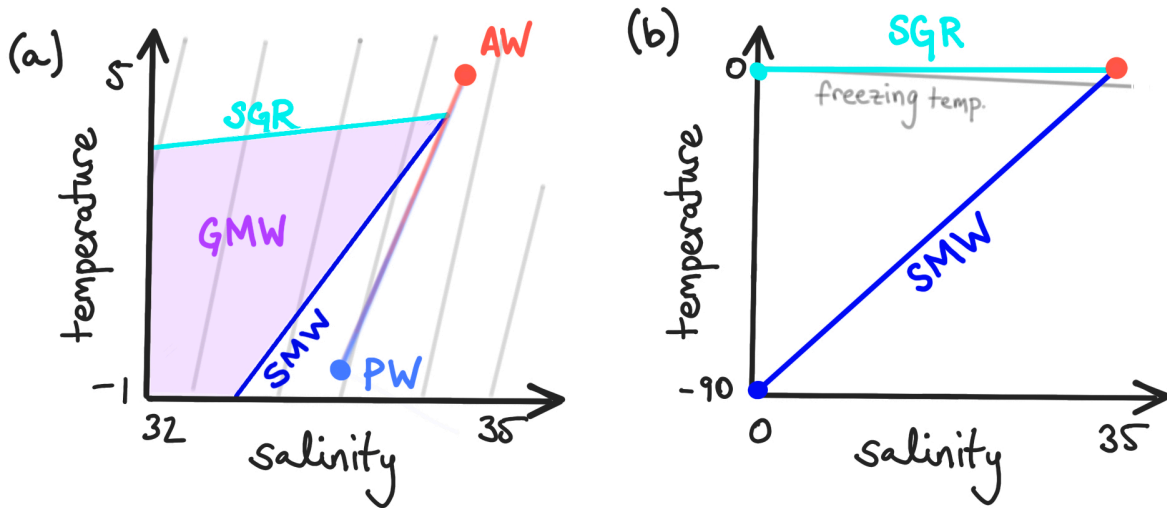 (a)
AW
5
SGR
GMW
SMW
PW
temperature
-1
32
35
salinity
(b)
SGR
0
freezing temp.
SMW
temperature
-90
0
35
salinity